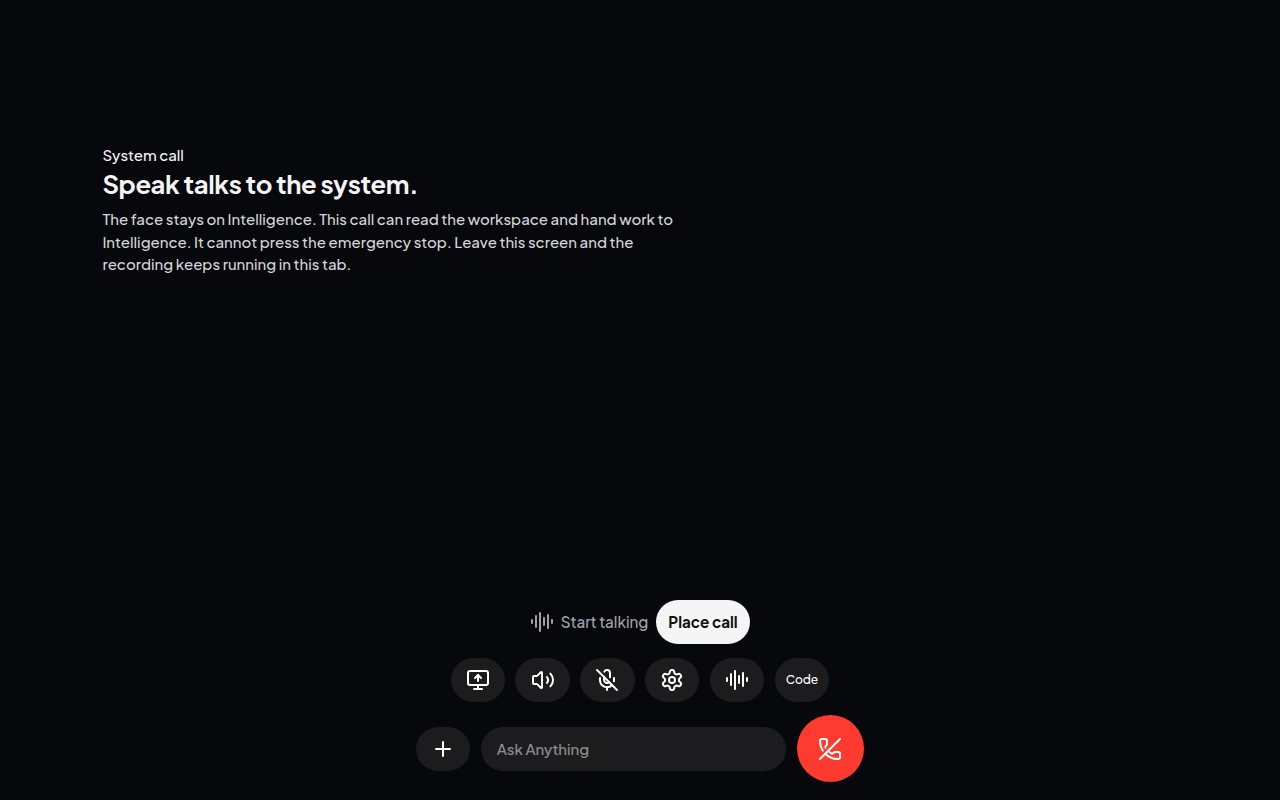 System call
Speak talks to the system.
The face stays on Intelligence. This call can read the workspace and hand work to
Intelligence. It cannot press the emergency stop. Leave this screen and the
recording keeps running in this tab.
Start talking
Place call
Code
Ask Anything